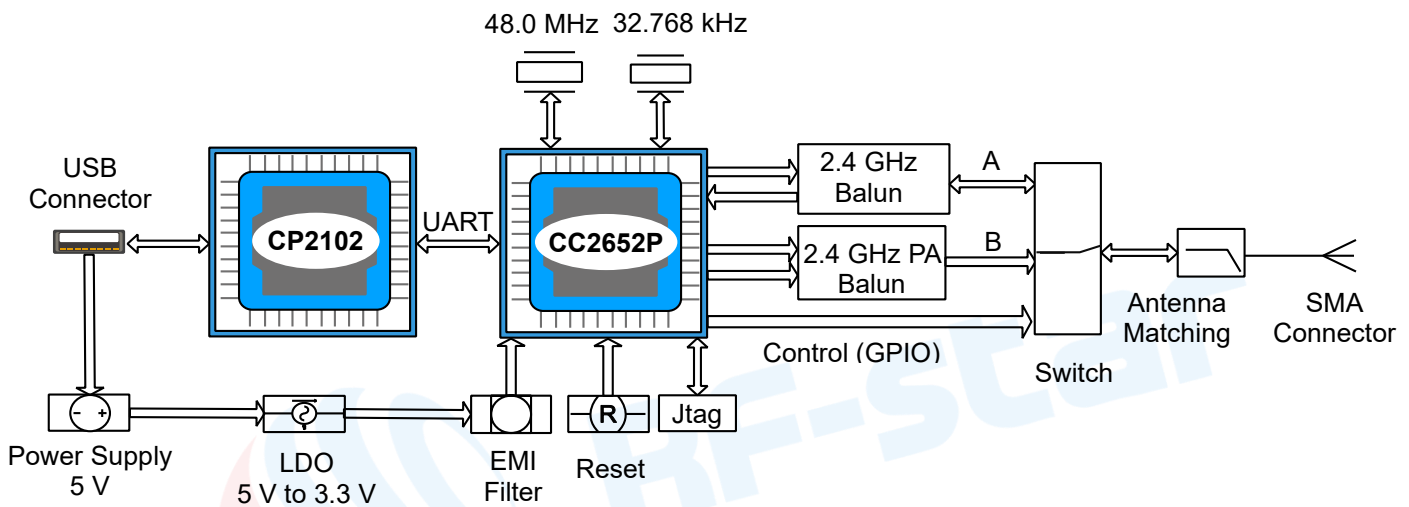 48.0 MHz 32.768 kHz
USB
Connector
CP2102
UART
CC2652P
2.4 GHz
Balun
A
2.4 GHz PA
Balun
B
Control (GPIO)
Switch
Antenna
Matching
SMA
Connector
Power Supply
5 V
LDO
5 V to 3.3 V
EMI
Filter
R
Reset
Jtag
RF-star